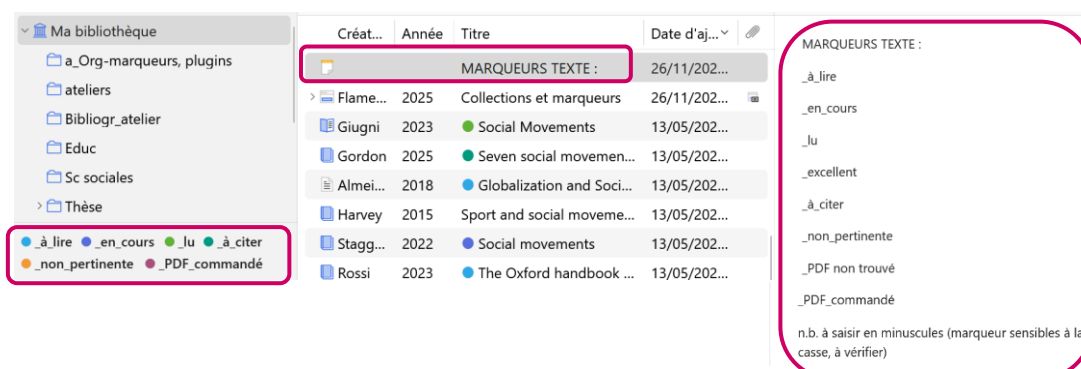 Ma bibliothèque
a_Org-marqueurs, plugins
ateliers
Bibliogr_atelier
Educ
Sc sociales
Thèse
_à_lire _en_cours _lu _à_citer
_non_pertinente _PDF_commandé
Créat... Année Titre Date d'aj...
MARQUEURS TEXTE : 26/11/202...
Flame... 2025 Collections et marqueurs 26/11/202...
Giugni 2023 Social Movements 13/05/202...
Gordon 2025 Seven social movemen... 13/05/202...
Almei... 2018 Globalization and Soci... 13/05/202...
Harvey 2015 Sport and social moveme... 13/05/202...
Stagg... 2022 Social movements 13/05/202...
Rossi 2023 The Oxford handbook ... 13/05/202...
MARQUEURS TEXTE :
_à_lire
_en_cours
_lu
_excellent
_à_citer
_non_pertinente
_PDF non trouvé
_PDF_commandé
n.b. à saisir en minuscules (marqueur sensibles à la
casse, à vérifier)